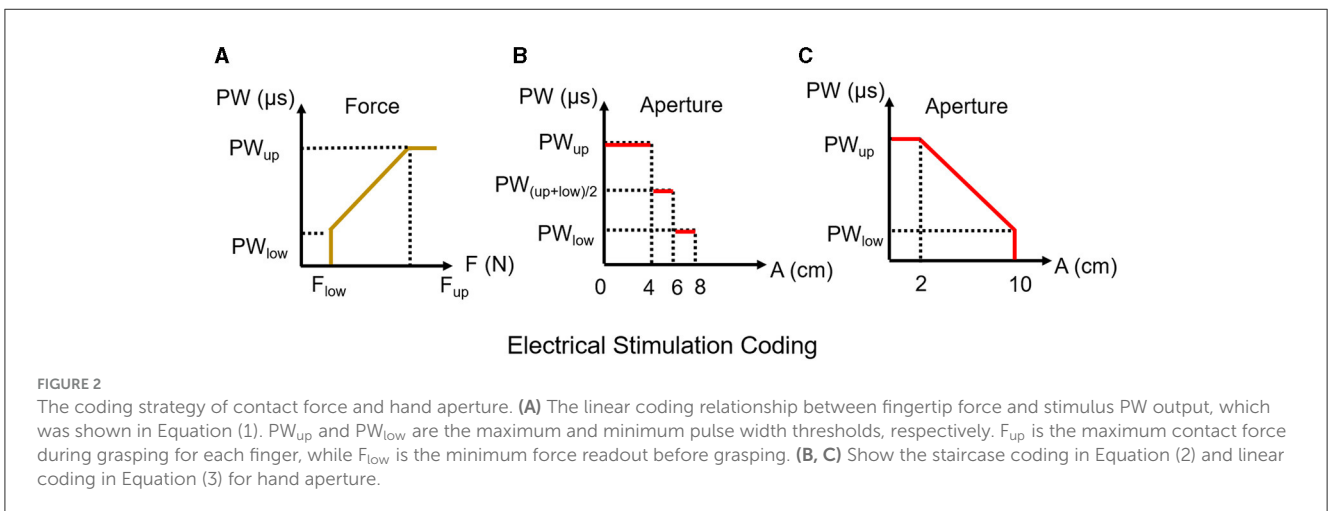 A
PW (µs)
Force
PWup
PWlow
F (N)
Flow
Fup
B
PW (µs)
Aperture
PWup
PW(up+low)/2
PWlow
A (cm)
0 4 6 8
C
PW (µs)
Aperture
PWup
PWlow
A (cm)
2 10
Electrical Stimulation Coding
FIGURE 2
The coding strategy of contact force and hand aperture. (A) The linear coding relationship between fingertip force and stimulus PW output, which
was shown in Equation (1). PWup and PWlow are the maximum and minimum pulse width thresholds, respectively. Fup is the maximum contact force
during grasping for each finger, while Flow is the minimum force readout before grasping. (B, C) Show the staircase coding in Equation (2) and linear
coding in Equation (3) for hand aperture.